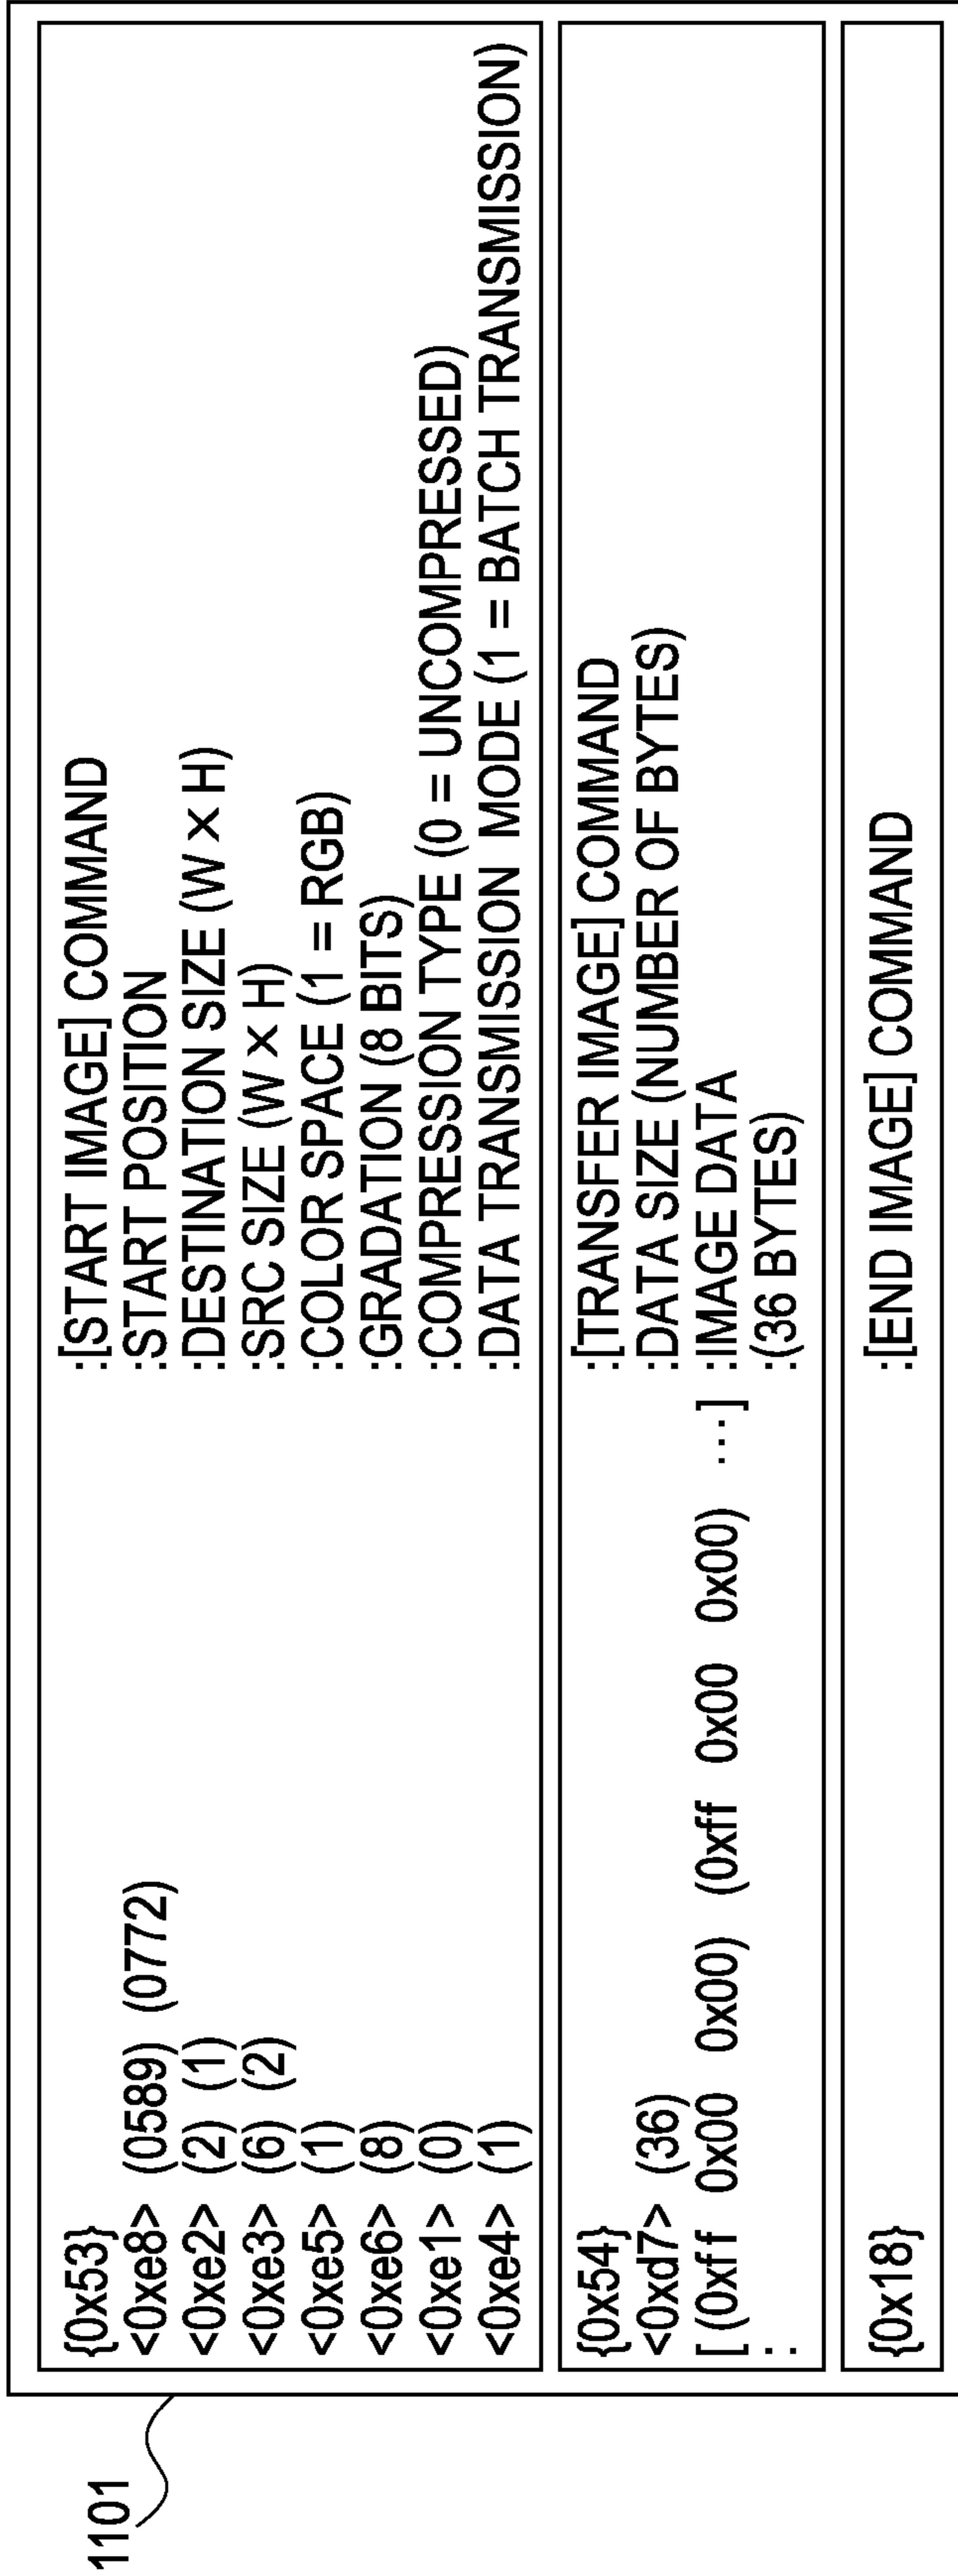 1101
{0x53} :[START IMAGE] COMMAND
<0xe8> (0589) (0772) :START POSITION
<0xe2> (2) (1) :DESTINATION SIZE (W × H)
<0xe3> (6) (2) :SRC SIZE (W × H)
<0xe5> (1) :COLOR SPACE (1 = RGB)
<0xe6> (8) :GRADATION (8 BITS)
<0xe1> (0) :COMPRESSION TYPE (0 = UNCOMPRESSED)
<0xe4> (1) :DATA TRANSMISSION MODE (1 = BATCH TRANSMISSION)
{0x54} :[TRANSFER IMAGE] COMMAND
<0xd7> (36) :DATA SIZE (NUMBER OF BYTES)
[ (0xff 0x00 0x00) (0xff 0x00 0x00) ...] :IMAGE DATA
: :(36 BYTES)
{0x18} :[END IMAGE] COMMAND